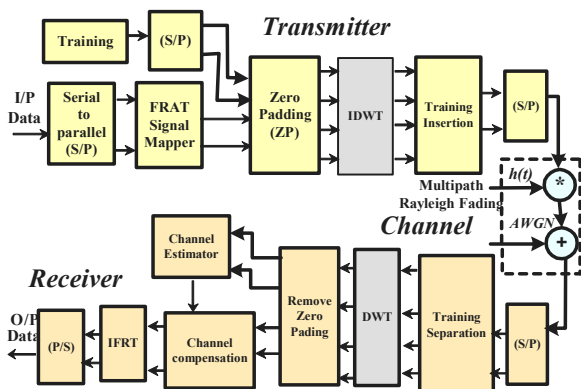 Transmitter
Training
(S/P)
I/P
Data
Serial
to
parallel
(S/P)
FRAT
Signal
Mapper
Zero
Padding
(ZP)
IDWT
Training
Insertion
(S/P)
h(t)
*
Multipath
Rayleigh Fading
Channel
AWGN
+
Receiver
Channel
Estimator
O/P
Data
(P/S)
IFRT
Channel
compensation
Remove
Zero
Pading
DWT
Training
Separation
(S/P)